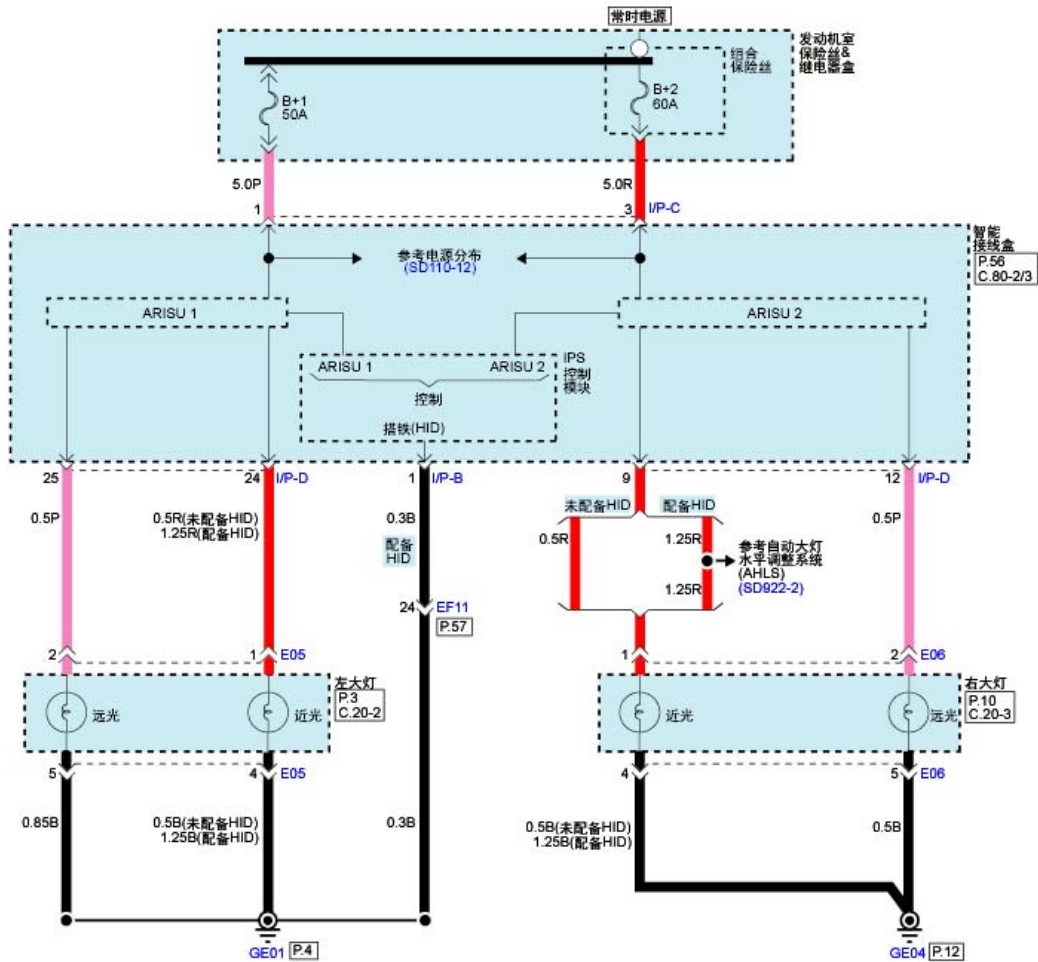 常时电源
发动机室
保险丝&
继电器盒
组合
保险丝
B+1
50A
B+2
60A
5.0P
5.0R
1
3
I/P-C
智能
接线盒
P.56
C.80-2/3
参考电源分布
(SD110-12)
ARISU 1
ARISU 2
ARISU 1
ARISU 2
IPS
控制
模块
控制
搭铁(HID)
25
24
I/P-D
1
I/P-B
9
12
I/P-D
0.5P
0.5R(未配备HID)
1.25R(配备HID)
0.3B
配备
HID
未配备HID
配备HID
0.5R
1.25R
1.25R
参考自动大灯
水平调整系统
(AHLS)
(SD922-2)
0.5P
24
EF11
P.57
2
1
E05
1
2
E06
左大灯
P.3
C.20-2
远光
近光
右大灯
P.10
C.20-3
近光
远光
5
4
E05
4
5
E06
0.85B
0.5B(未配备HID)
1.25B(配备HID)
0.3B
0.5B(未配备HID)
1.25B(配备HID)
0.5B
GE01
P.4
GE04
P.12